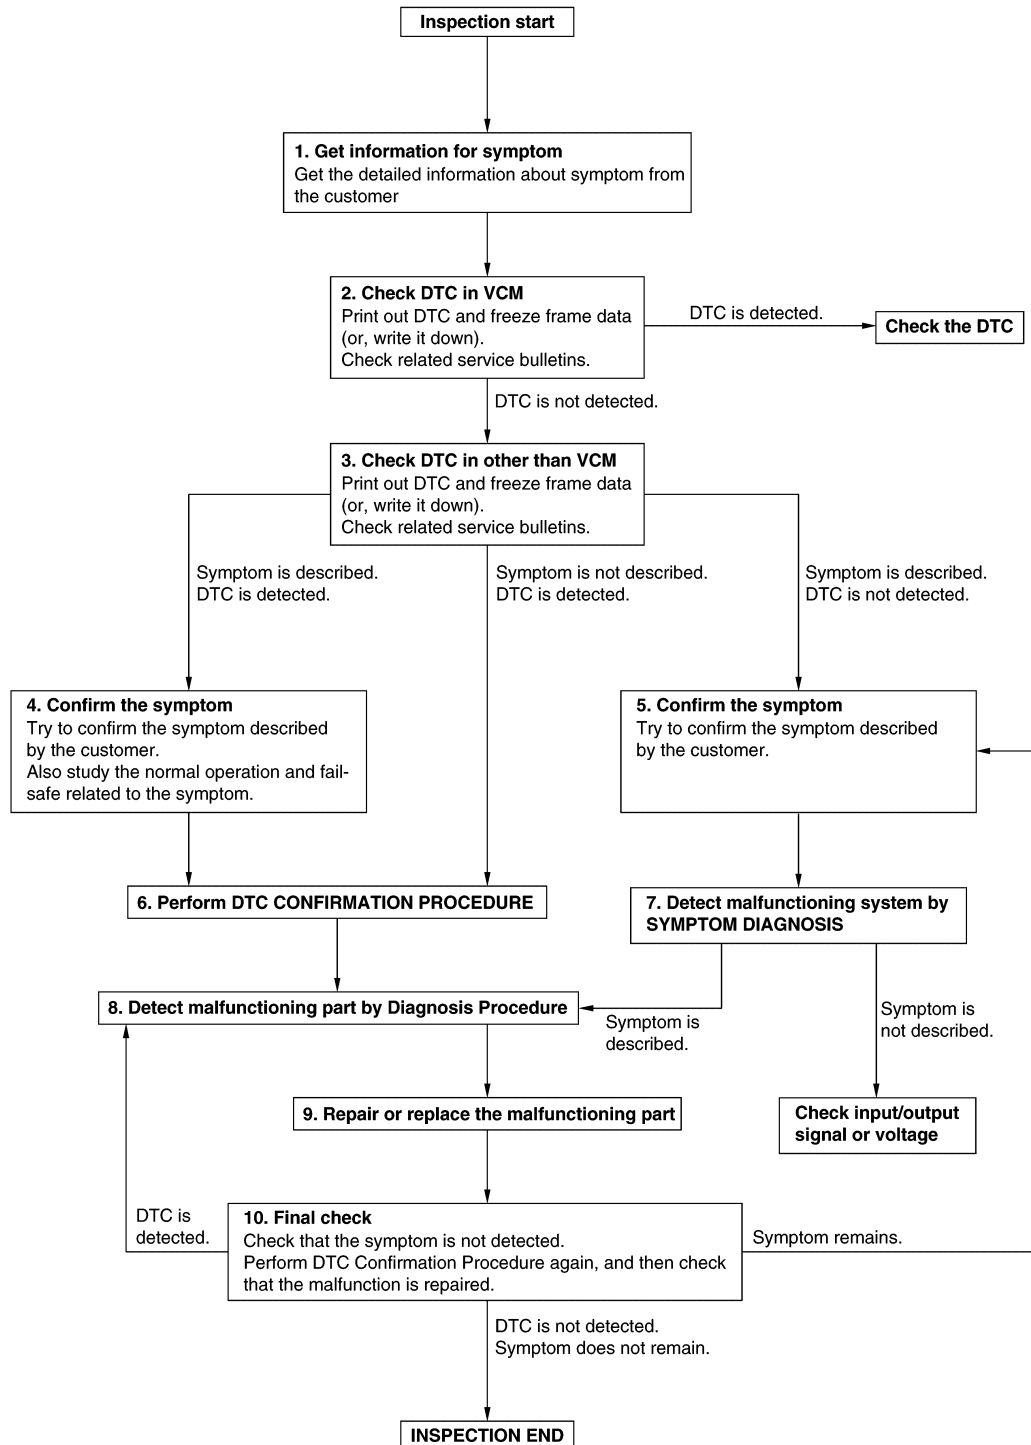 Inspection start
1. Get information for symptom
Get the detailed information about symptom from
the customer
2. Check DTC in VCM
Print out DTC and freeze frame data
(or, write it down).
Check related service bulletins.
DTC is detected.
Check the DTC
DTC is not detected.
3. Check DTC in other than VCM
Print out DTC and freeze frame data
(or, write it down).
Check related service bulletins.
Symptom is described.
DTC is detected.
Symptom is not described.
DTC is detected.
Symptom is described.
DTC is not detected.
4. Confirm the symptom
Try to confirm the symptom described
by the customer.
Also study the normal operation and fail-
safe related to the symptom.
5. Confirm the symptom
Try to confirm the symptom described
by the customer.
6. Perform DTC CONFIRMATION PROCEDURE
7. Detect malfunctioning system by
SYMPTOM DIAGNOSIS
8. Detect malfunctioning part by Diagnosis Procedure
Symptom is
described.
Symptom is
not described.
9. Repair or replace the malfunctioning part
Check input/output
signal or voltage
DTC is
detected.
10. Final check
Check that the symptom is not detected.
Perform DTC Confirmation Procedure again, and then check
that the malfunction is repaired.
Symptom remains.
DTC is not detected.
Symptom does not remain.
INSPECTION END